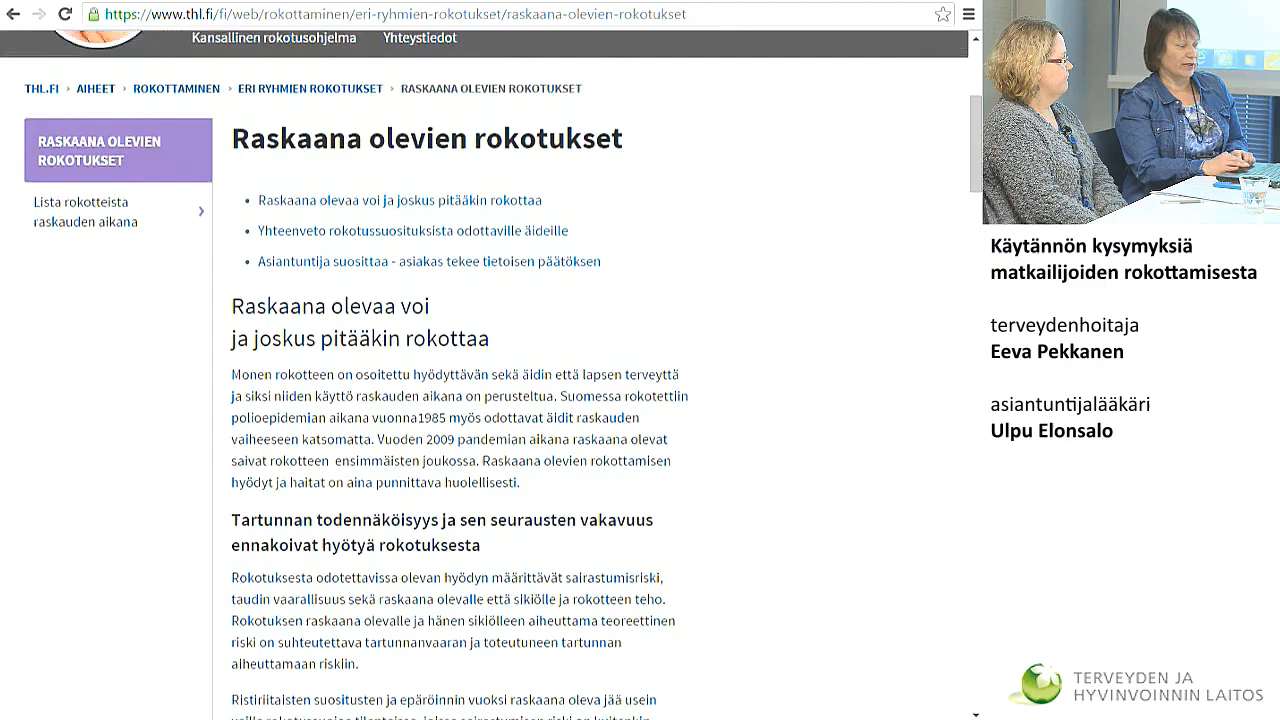 https://www.thl.fi/fi/web/rokottaminen/eri-ryhmien-rokotukset/raskaana-olevien-rokotukset
Kansallinen rokotusohjelma Yhteystiedot
THL.FI › AIHEET › ROKOTTAMINEN › ERI RYHMIEN ROKOTUKSET › RASKAANA OLEVIEN ROKOTUKSET
RASKAANA OLEVIEN
ROKOTUKSET
Lista rokotteista
raskauden aikana
Raskaana olevien rokotukset
• Raskaana olevaa voi ja joskus pitääkin rokottaa
• Yhteenveto rokotussuosituksista odottaville äideille
• Asiantuntija suosittaa - asiakas tekee tietoisen päätöksen
Raskaana olevaa voi
ja joskus pitääkin rokottaa
Monen rokotteen on osoitettu hyödyttävän sekä äidin että lapsen terveyttä
ja siksi niiden käyttö raskauden aikana on perusteltua. Suomessa rokotettiin
polioepidemian aikana vuonna1985 myös odottavat äidit raskauden
vaiheeseen katsomatta. Vuoden 2009 pandemian aikana raskaana olevat
saivat rokotteen ensimmäisten joukossa. Raskaana olevien rokottamisen
hyödyt ja haitat on aina punnittava huolellisesti.
Tartunnan todennäköisyys ja sen seurausten vakavuus
ennakoivat hyötyä rokotuksesta
Rokotuksesta odotettavissa olevan hyödyn määrittävät sairastumisriski,
taudin vaarallisuus sekä raskaana olevalle että sikiölle ja rokotteen teho.
Rokotuksen raskaana olevalle ja hänen sikiölleen aiheuttama teoreettinen
riski on suhteutettava tartunnanvaaran ja toteutuneen tartunnan
aiheuttamaan riskiin.
Ristiriitaisten suositusten ja epäröinnin vuoksi raskaana oleva jää usein
Käytännön kysymyksiä
matkailijoiden rokottamisesta
terveydenhoitaja
Eeva Pekkanen
asiantuntijalääkäri
Ulpu Elonsalo
TERVEYDEN JA
HYVINVOINNIN LAITOS